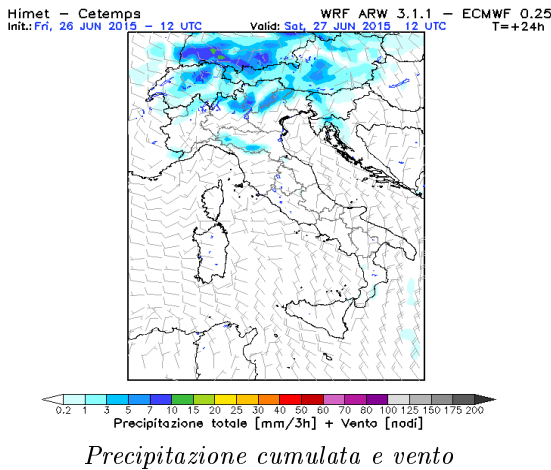 Himet – Cetemps WRF ARW 3.1.1 – ECMWF 0.25
Init.: Fri, 26 JUN 2015 – 12 UTC Valid: Sat, 27 JUN 2015 12 UTC T=+24h
0.2 1 3 5 7 10 15 20 25 30 40 50 60 70 80 100 125 150 175 200
Precipitazione totale [mm/3h] + Vento [nodi]
Precipitazione cumulata e vento